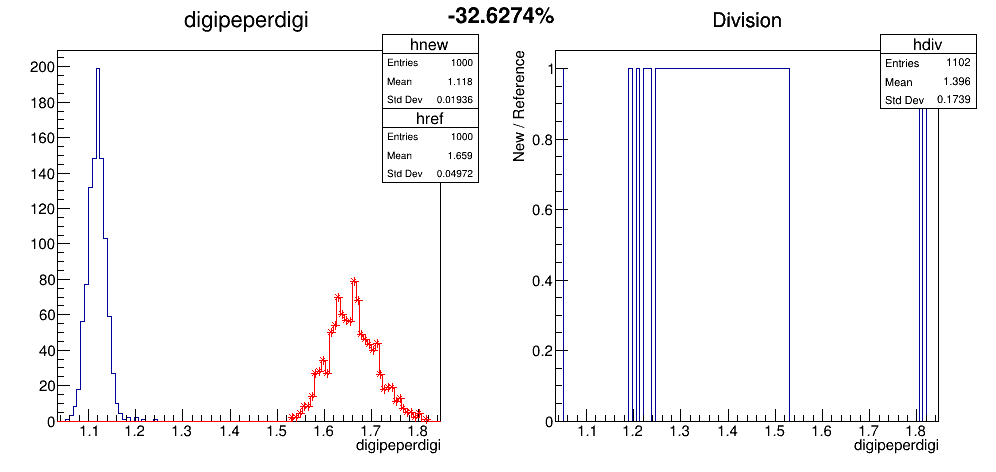 digipeperdigi
-32.6274%
Division
hnew
Entries 1000
Mean 1.118
Std Dev 0.01936
href
Entries 1000
Mean 1.659
Std Dev 0.04972
200
180
160
140
120
100
80
60
40
20
0
1.1 1.2 1.3 1.4 1.5 1.6 1.7 1.8
digipeperdigi
hdiv
Entries 1102
Mean 1.396
Std Dev 0.1739
New / Reference
1
0.8
0.6
0.4
0.2
0
1.1 1.2 1.3 1.4 1.5 1.6 1.7 1.8
digipeperdigi